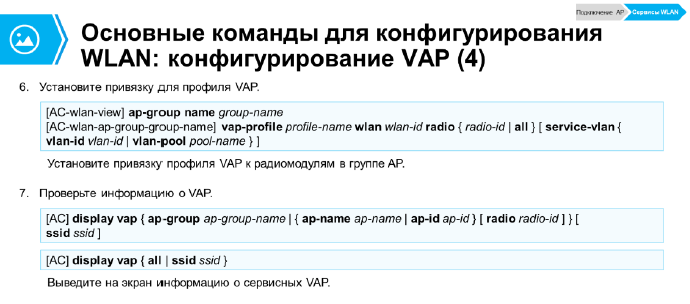 Подключение AP
Сервисы WLAN
Основные команды для конфигурирования
WLAN: конфигурирование VAP (4)
6. Установите привязку для профиля VAP.
[AC-wlan-view] ap-group name group-name
[AC-wlan-ap-group-group-name] vap-profile profile-name wlan wlan-id radio { radio-id | all } [ service-vlan {
vlan-id vlan-id | vlan-pool pool-name } ]
Установите привязку профиля VAP к радиомодулям в группе AP.
7. Проверьте информацию о VAP.
[AC] display vap { ap-group ap-group-name | { ap-name ap-name | ap-id ap-id } [ radio radio-id ] } [
ssid ssid ]
[AC] display vap { all | ssid ssid }
Выведите на экран информацию о сервисных VAP.